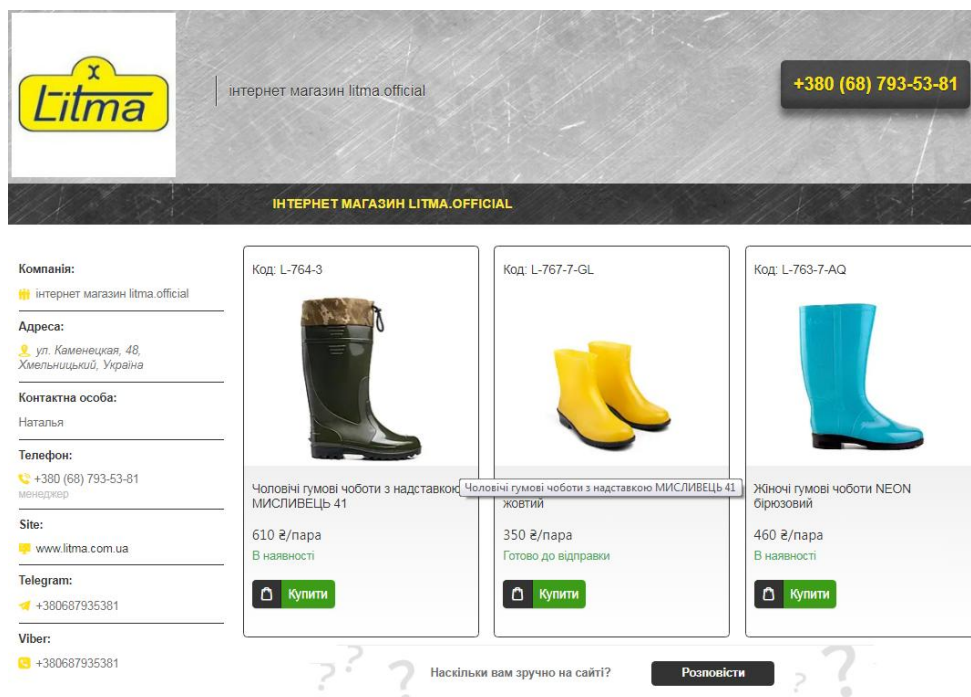 Litma
інтернет магазин litma.official
+380 (68) 793-53-81
ІНТЕРНЕТ МАГАЗИН LITMA.OFFICIAL
Компанія:
інтернет магазин litma.official
Адреса:
ул. Каменецкая, 48,
Хмельницький, Україна
Контактна особа:
Наталья
Телефон:
+380 (68) 793-53-81
менеджер
Site:
www.litma.com.ua
Telegram:
+380687935381
Viber:
+380687935381
Код: L-764-3
Чоловічі гумові чоботи з надставкою
МИСЛИВЕЦЬ 41
610 ₴/пара
В наявності
Купити
Чоловічі гумові чоботи з надставкою МИСЛИВЕЦЬ 41
Код: L-767-7-GL
жовтий
350 ₴/пара
Готово до відправки
Купити
Код: L-763-7-AQ
Жіночі гумові чоботи NEON
бірюзовий
460 ₴/пара
В наявності
Купити
Наскільки вам зручно на сайті?
Розповісти